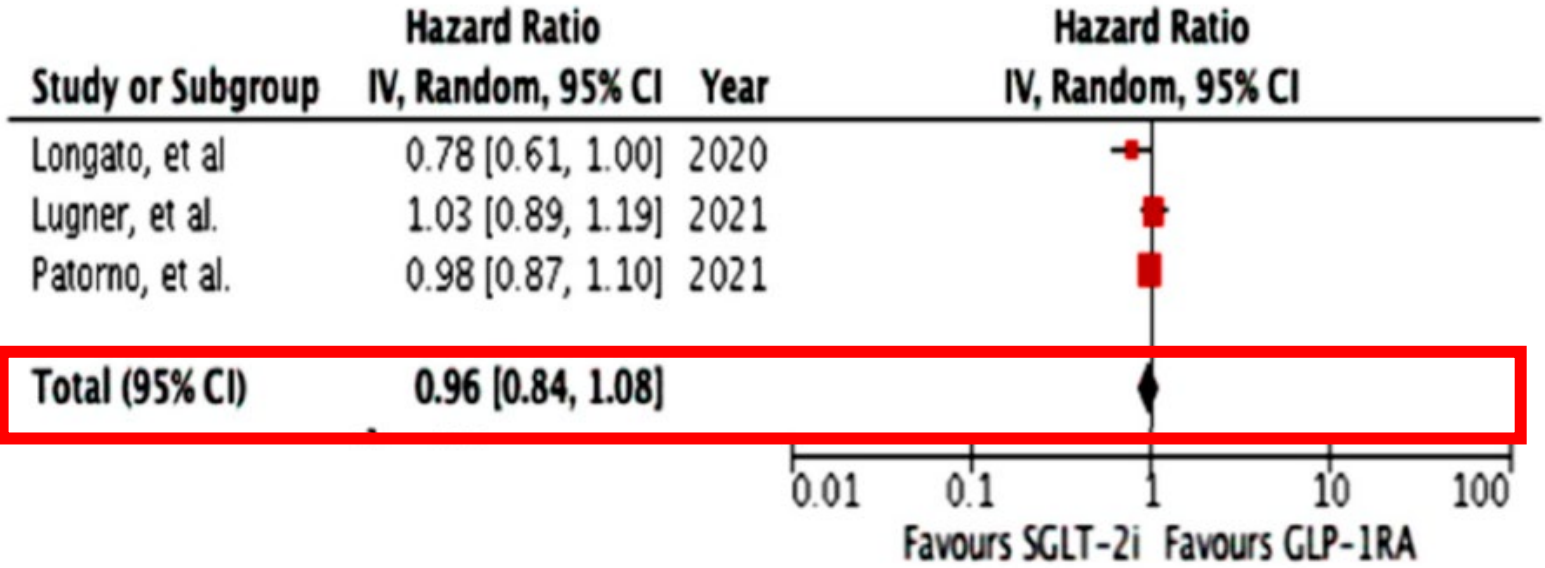 Hazard Ratio Hazard Ratio
Study or Subgroup IV, Random, 95% CI Year IV, Random, 95% CI
Longato, et al 0.78 [0.61, 1.00] 2020
Lugner, et al. 1.03 [0.89, 1.19] 2021
Patorno, et al. 0.98 [0.87, 1.10] 2021
Total (95% CI) 0.96 [0.84, 1.08]
0.01 0.1 1 10 100
Favours SGLT-2i Favours GLP-1RA